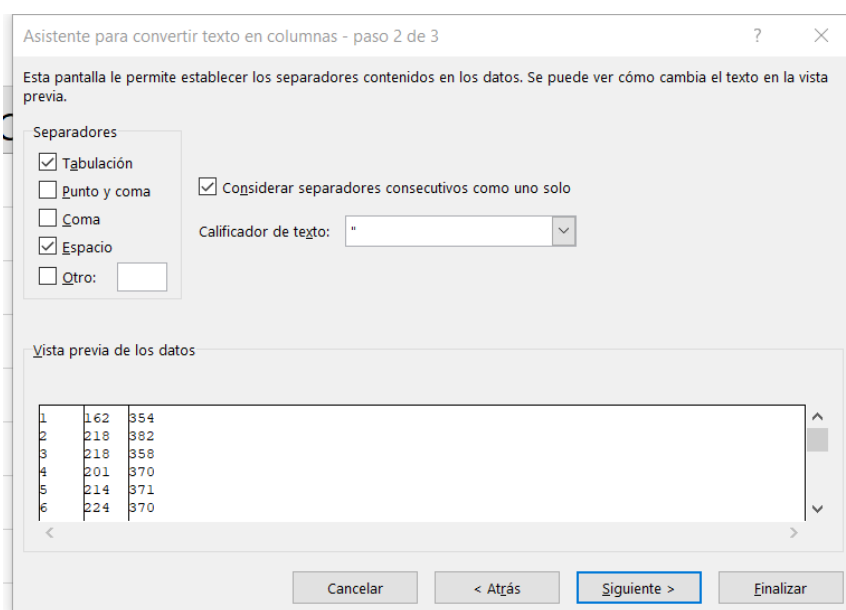 Asistente para convertir texto en columnas - paso 2 de 3 ?
Esta pantalla le permite establecer los separadores contenidos en los datos. Se puede ver cómo cambia el texto en la vista
previa.
Separadores
Tabulación
Punto y coma
Coma
Espacio
Otro:
Considerar separadores consecutivos como uno solo
Calificador de texto: "
Vista previa de los datos
1 162 354
2 218 382
3 218 358
4 201 370
5 214 371
6 224 370
Cancelar < Atrás Siguiente > Finalizar